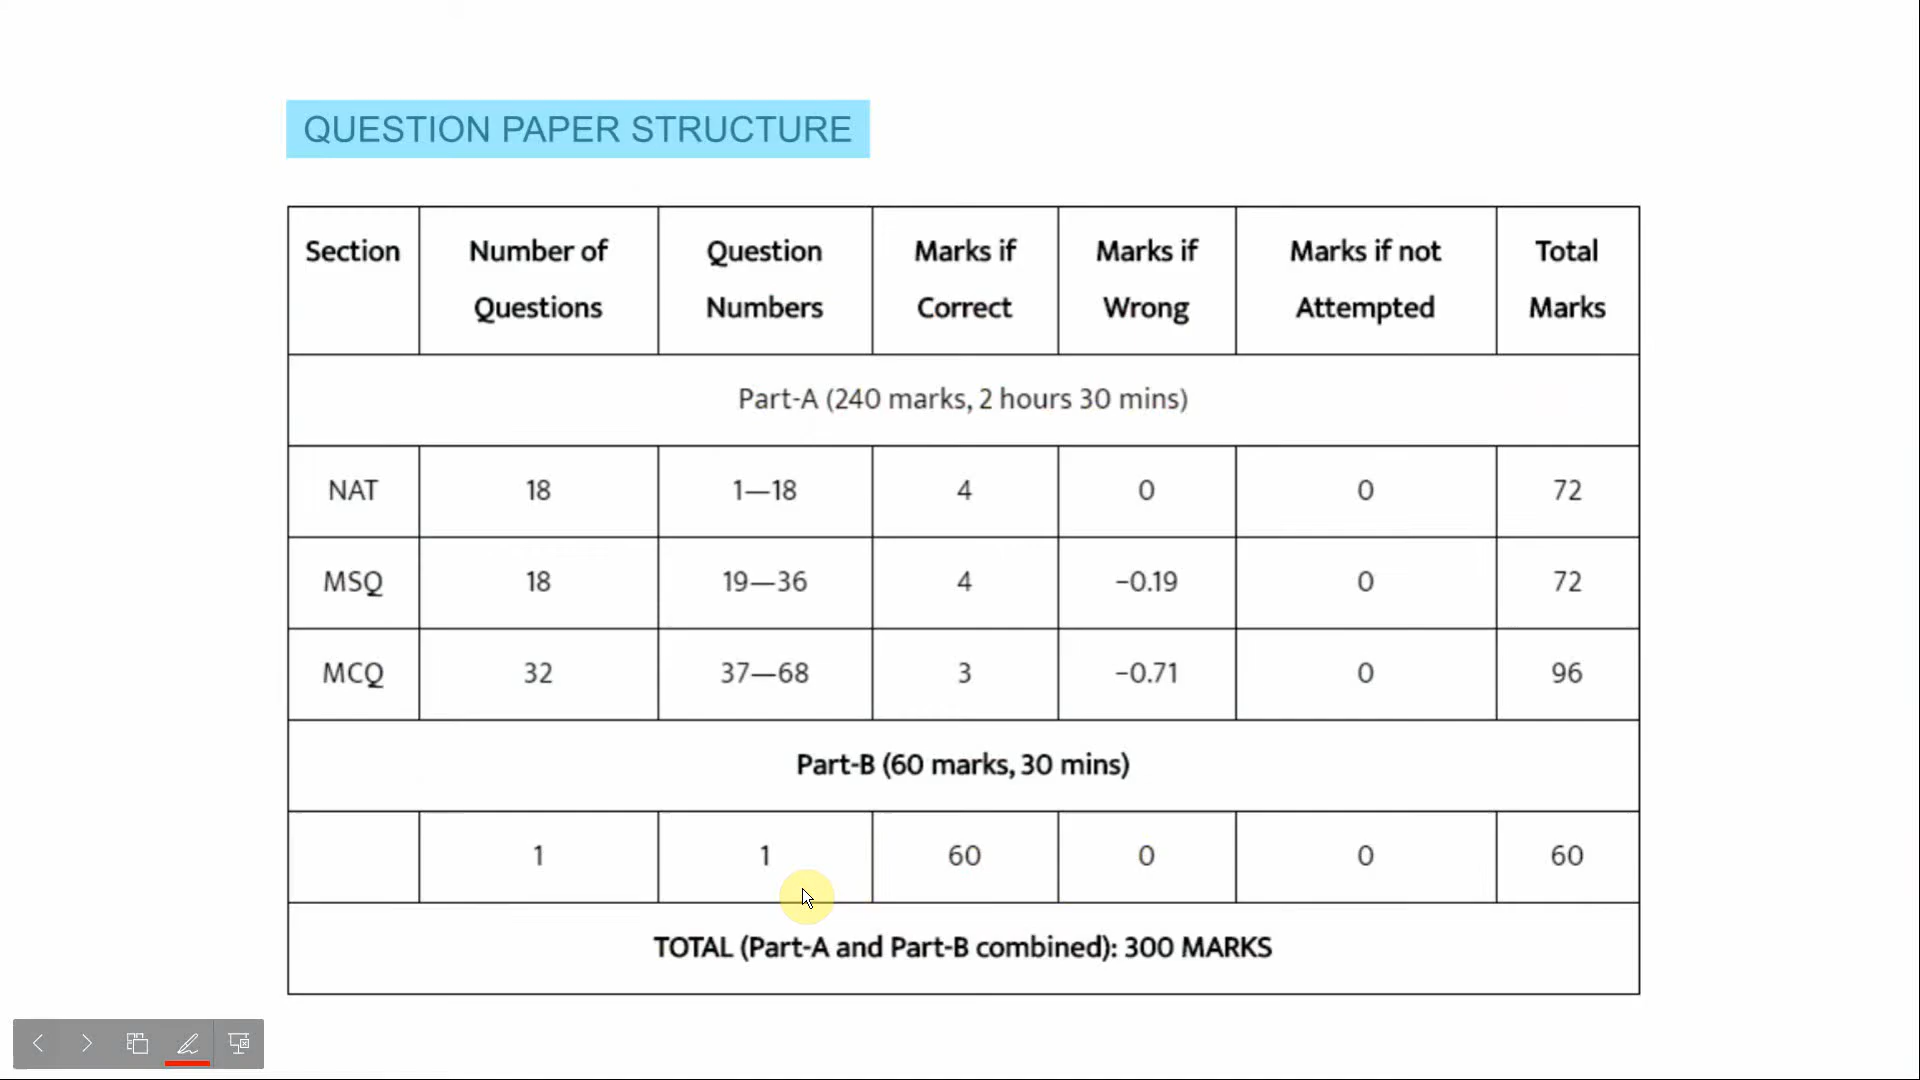 QUESTION PAPER STRUCTURE
Section Number of Questions Question Numbers Marks if Correct Marks if Wrong Marks if not Attempted Total Marks
Part-A (240 marks, 2 hours 30 mins)
NAT 18 1—18 4 0 0 72
MSQ 18 19—36 4 −0.19 0 72
MCQ 32 37—68 3 −0.71 0 96
Part-B (60 marks, 30 mins)
1 1 60 0 0 60
TOTAL (Part-A and Part-B combined): 300 MARKS